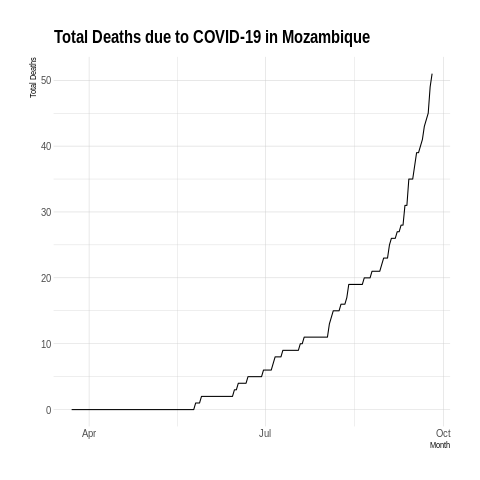 Total Deaths due to COVID-19 in Mozambique
Total Deaths
50
40
30
20
10
0
Apr
Jul
Oct
Month